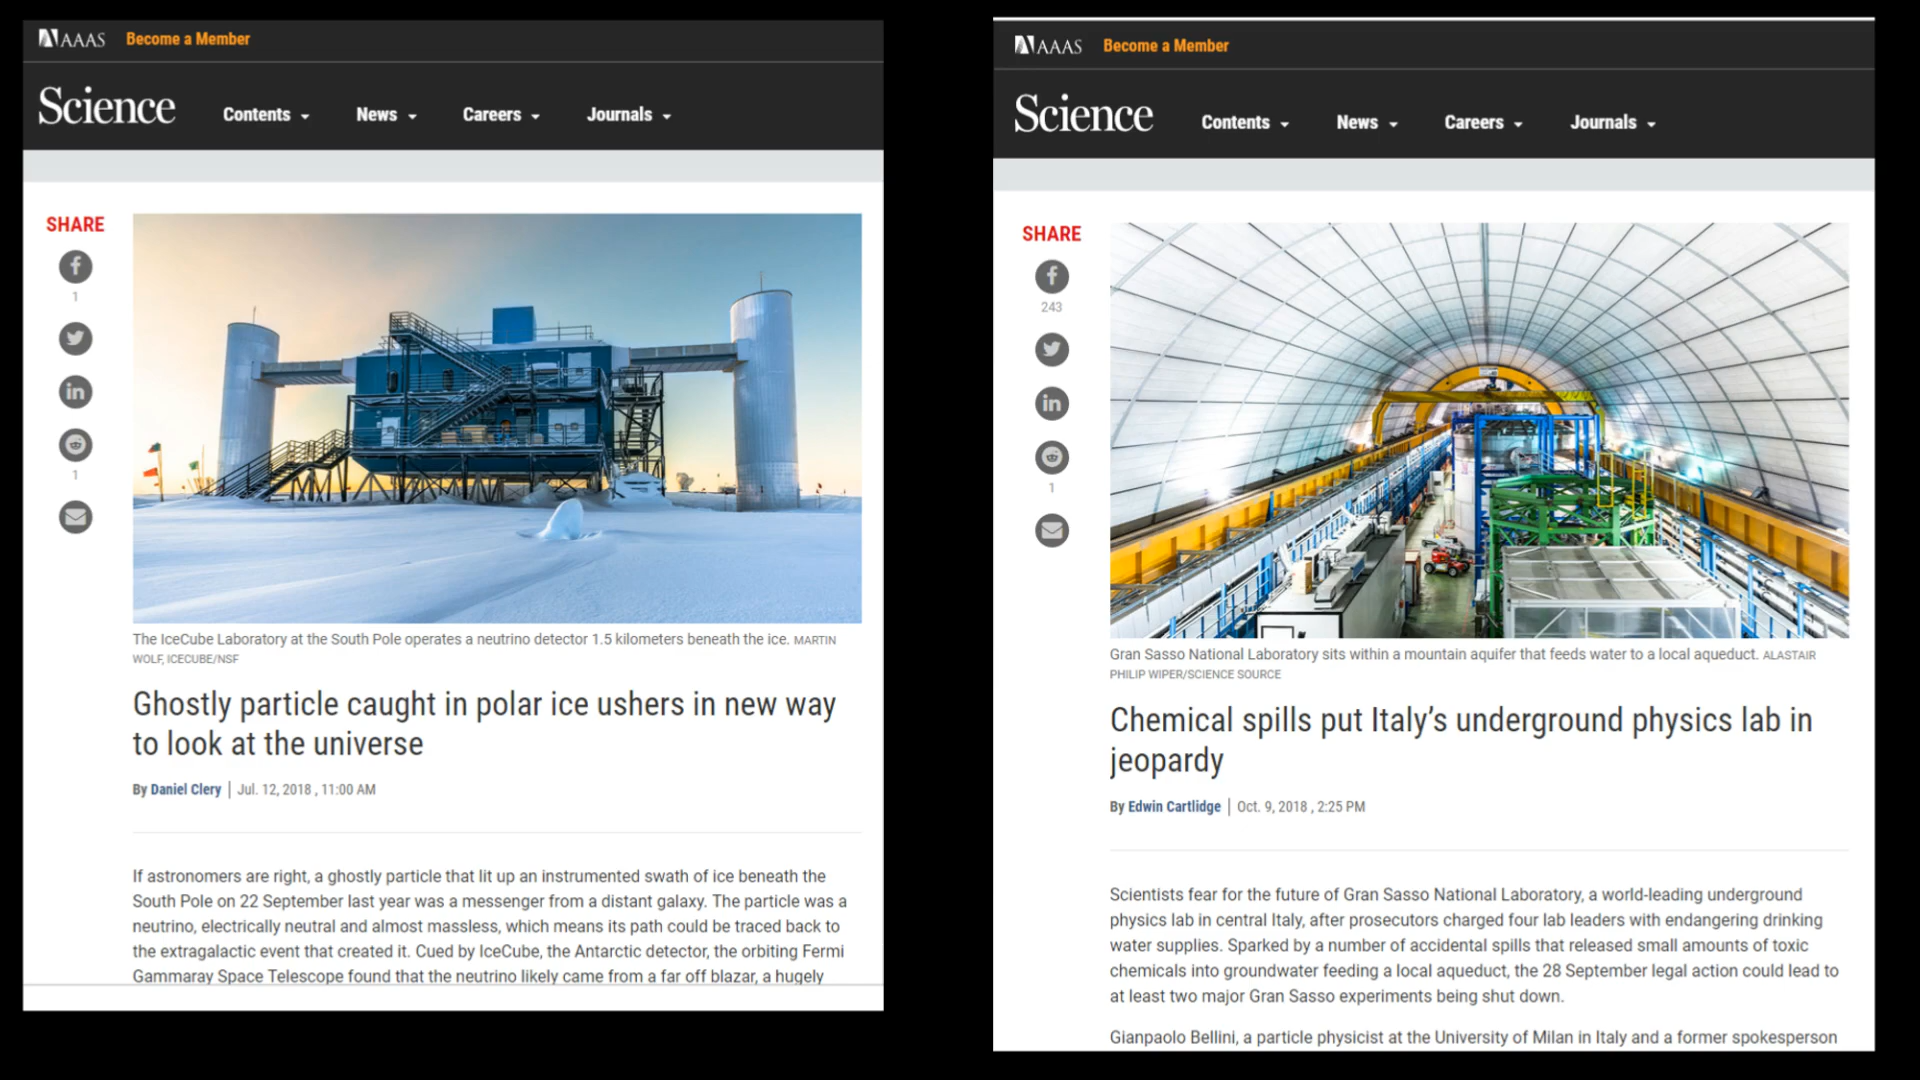 AAAS Become a Member
Science Contents News Careers Journals
SHARE
1
1
The IceCube Laboratory at the South Pole operates a neutrino detector 1.5 kilometers beneath the ice. MARTIN
WOLF, ICECUBE/NSF
Ghostly particle caught in polar ice ushers in new way
to look at the universe
By Daniel Clery | Jul. 12, 2018 , 11:00 AM
If astronomers are right, a ghostly particle that lit up an instrumented swath of ice beneath the
South Pole on 22 September last year was a messenger from a distant galaxy. The particle was a
neutrino, electrically neutral and almost massless, which means its path could be traced back to
the extragalactic event that created it. Cued by IceCube, the Antarctic detector, the orbiting Fermi
Gammaray Space Telescope found that the neutrino likely came from a far off blazar, a hugely
AAAS Become a Member
Science Contents News Careers Journals
SHARE
243
1
Gran Sasso National Laboratory sits within a mountain aquifer that feeds water to a local aqueduct. ALASTAIR
PHILIP WIPER/SCIENCE SOURCE
Chemical spills put Italy's underground physics lab in
jeopardy
By Edwin Cartlidge | Oct. 9, 2018 , 2:25 PM
Scientists fear for the future of Gran Sasso National Laboratory, a world-leading underground
physics lab in central Italy, after prosecutors charged four lab leaders with endangering drinking
water supplies. Sparked by a number of accidental spills that released small amounts of toxic
chemicals into groundwater feeding a local aqueduct, the 28 September legal action could lead to
at least two major Gran Sasso experiments being shut down.
Gianpaolo Bellini, a particle physicist at the University of Milan in Italy and a former spokesperson